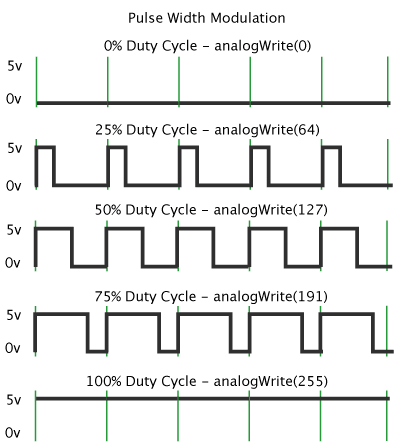 Pulse Width Modulation
0% Duty Cycle - analogWrite(0)
5v
0v
25% Duty Cycle - analogWrite(64)
5v
0v
50% Duty Cycle - analogWrite(127)
5v
0v
75% Duty Cycle - analogWrite(191)
5v
0v
100% Duty Cycle - analogWrite(255)
5v
0v